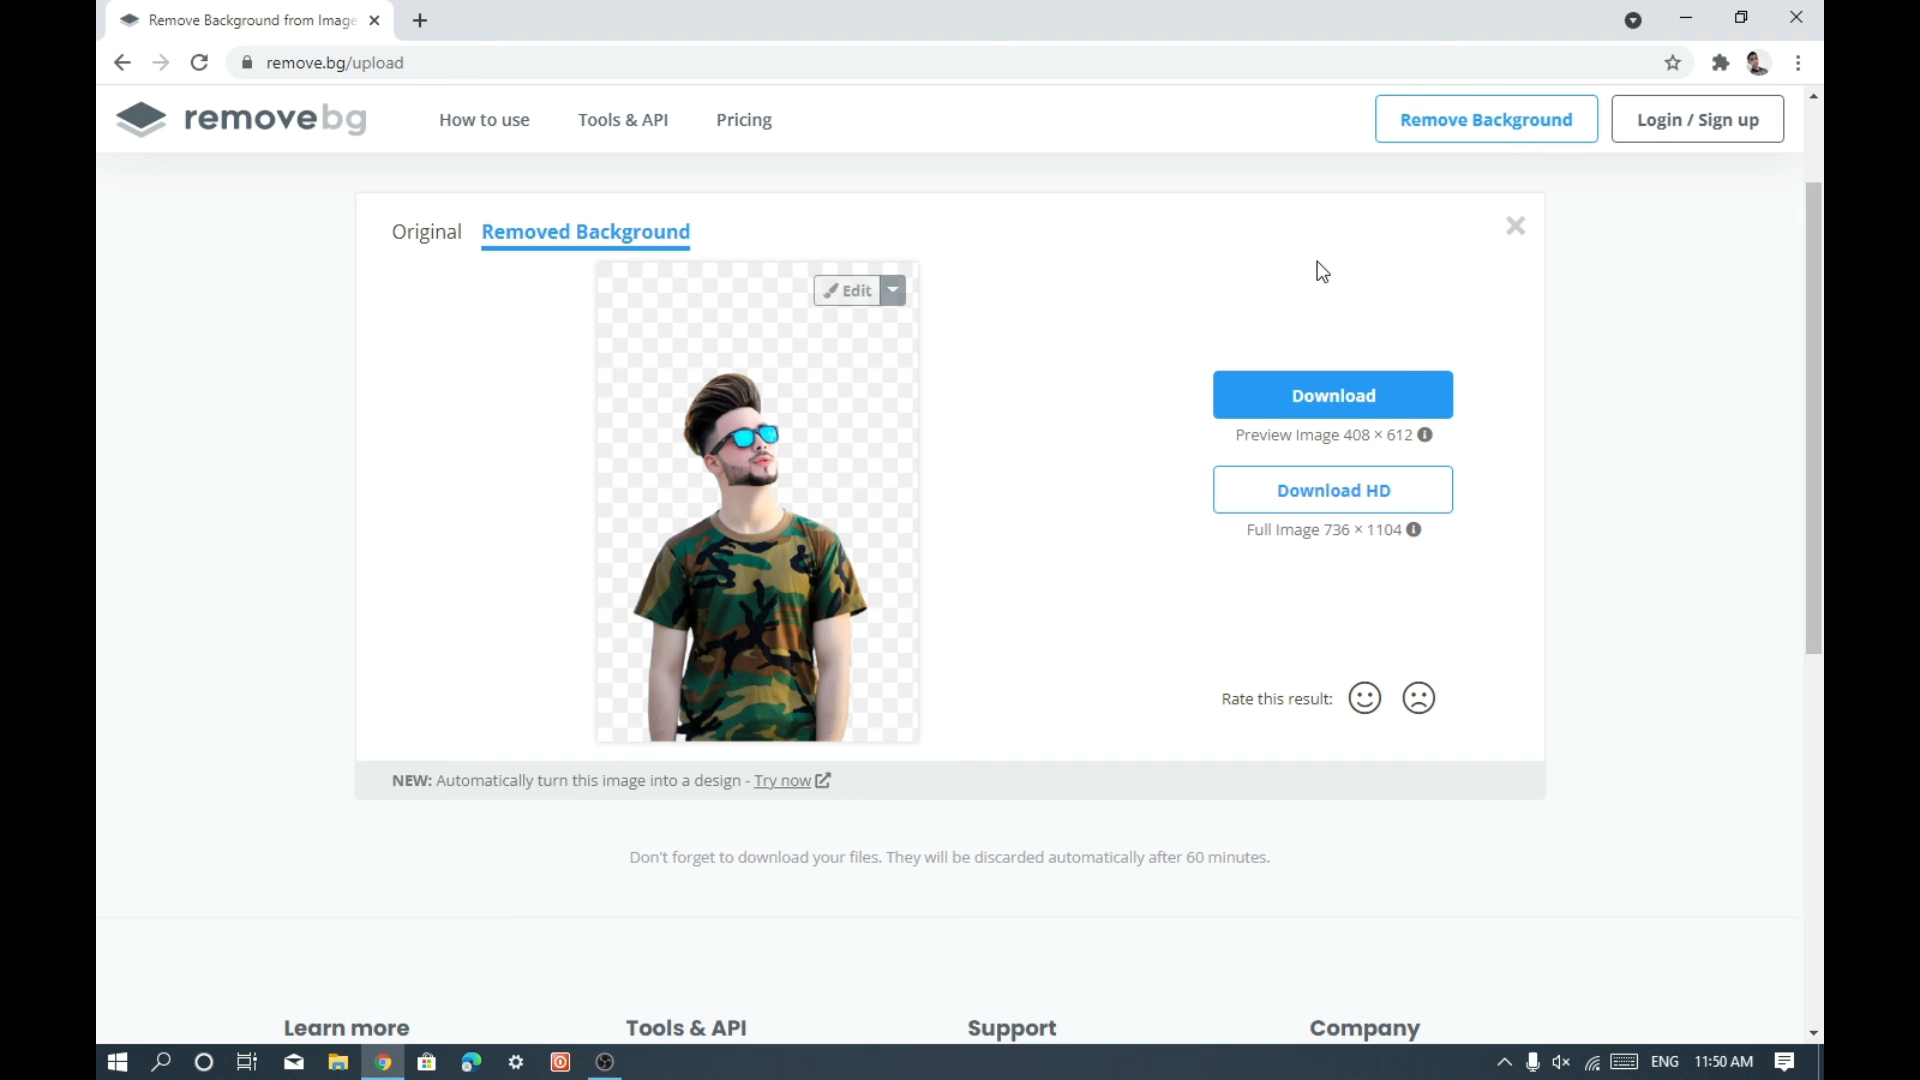 Remove Background from Image
remove.bg/upload
removebg
How to use
Tools & API
Pricing
Remove Background
Login / Sign up
Original
Removed Background
Edit
Download
Preview Image 408 × 612
Download HD
Full Image 736 × 1104
Rate this result:
NEW: Automatically turn this image into a design - Try now
Don't forget to download your files. They will be discarded automatically after 60 minutes.
Learn more
Tools & API
Support
Company
ENG
11:50 AM